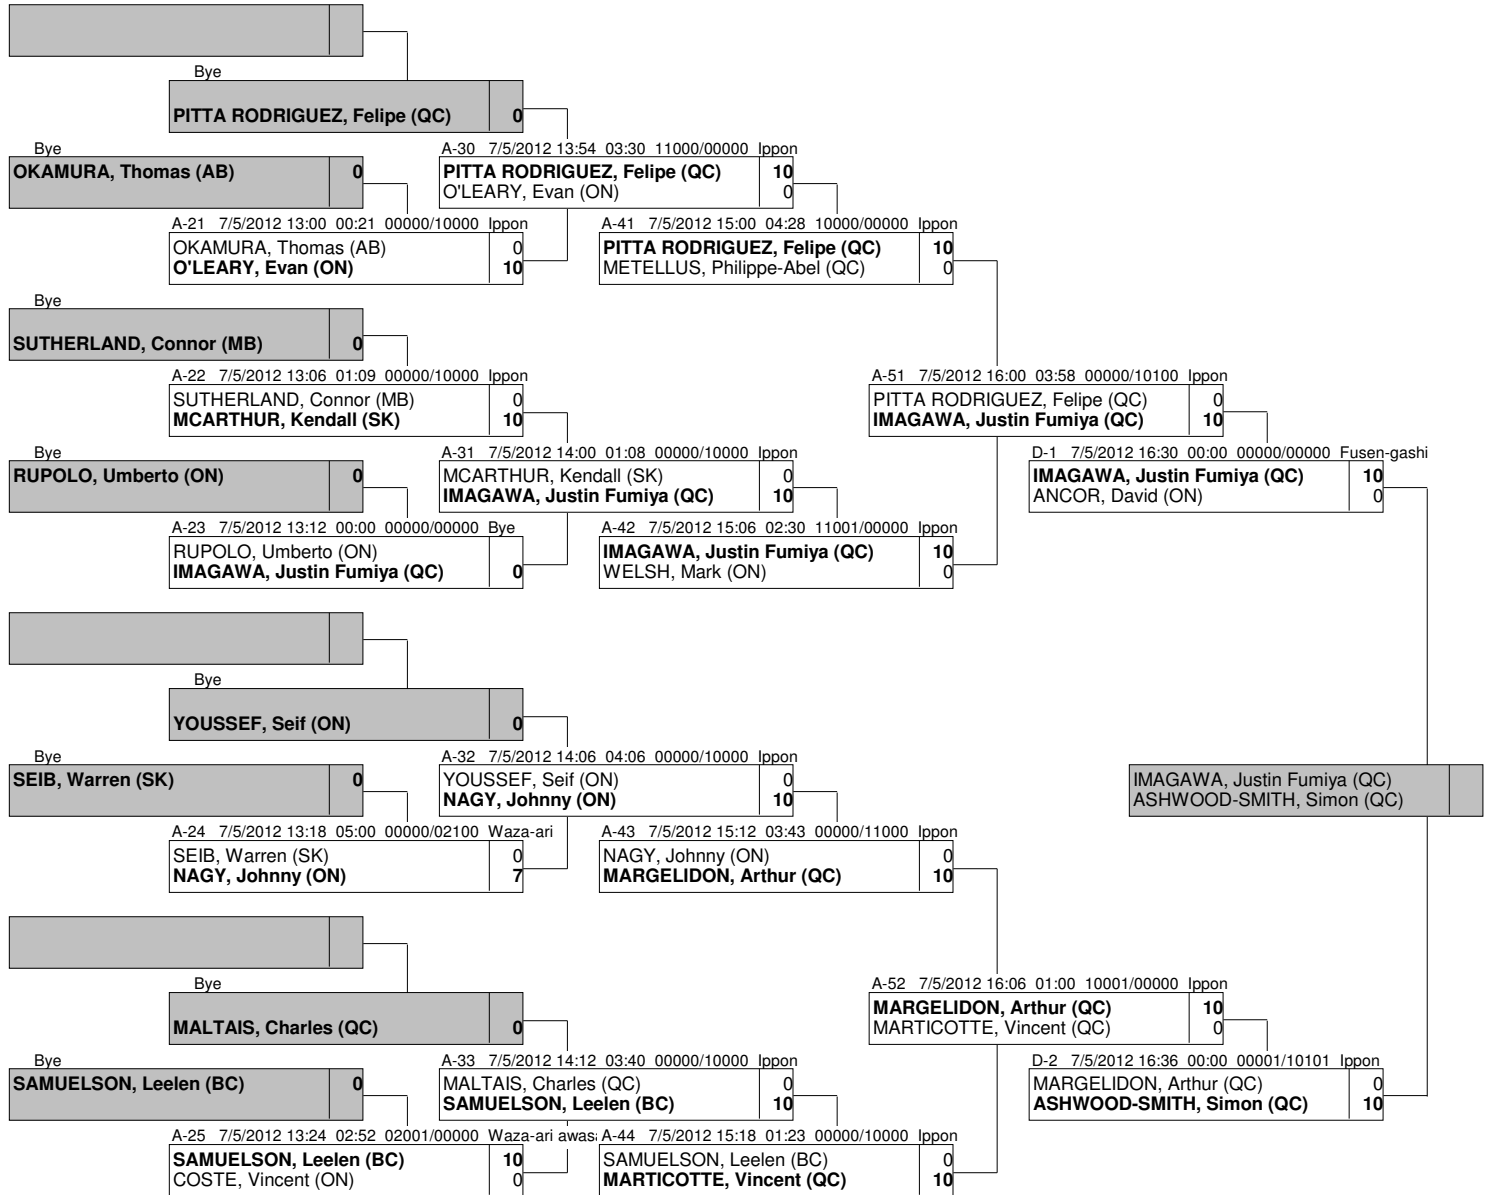 Bye
PITTA RODRIGUEZ, Felipe (QC) 0
Bye
OKAMURA, Thomas (AB) 0
A-30 7/5/2012 13:54 03:30 11000/00000 Ippon
PITTA RODRIGUEZ, Felipe (QC) 10
O'LEARY, Evan (ON) 0
A-21 7/5/2012 13:00 00:21 00000/10000 Ippon
OKAMURA, Thomas (AB) 0
O'LEARY, Evan (ON) 10
A-41 7/5/2012 15:00 04:28 10000/00000 Ippon
PITTA RODRIGUEZ, Felipe (QC) 10
METELLUS, Philippe-Abel (QC) 0
Bye
SUTHERLAND, Connor (MB) 0
A-22 7/5/2012 13:06 01:09 00000/10000 Ippon
SUTHERLAND, Connor (MB) 0
MCARTHUR, Kendall (SK) 10
A-51 7/5/2012 16:00 03:58 00000/10100 Ippon
PITTA RODRIGUEZ, Felipe (QC) 0
IMAGAWA, Justin Fumiya (QC) 10
Bye
RUPOLO, Umberto (ON) 0
A-31 7/5/2012 14:00 01:08 00000/10000 Ippon
MCARTHUR, Kendall (SK) 0
IMAGAWA, Justin Fumiya (QC) 10
D-1 7/5/2012 16:30 00:00 00000/00000 Fusen-gashi
IMAGAWA, Justin Fumiya (QC) 10
ANCOR, David (ON) 0
A-23 7/5/2012 13:12 00:00 00000/00000 Bye
RUPOLO, Umberto (ON)
IMAGAWA, Justin Fumiya (QC) 0
A-42 7/5/2012 15:06 02:30 11001/00000 Ippon
IMAGAWA, Justin Fumiya (QC) 10
WELSH, Mark (ON) 0
Bye
YOUSSEF, Seif (ON) 0
Bye
SEIB, Warren (SK) 0
A-32 7/5/2012 14:06 04:06 00000/10000 Ippon
YOUSSEF, Seif (ON) 0
NAGY, Johnny (ON) 10
IMAGAWA, Justin Fumiya (QC)
ASHWOOD-SMITH, Simon (QC)
A-24 7/5/2012 13:18 05:00 00000/02100 Waza-ari
SEIB, Warren (SK) 0
NAGY, Johnny (ON) 7
A-43 7/5/2012 15:12 03:43 00000/11000 Ippon
NAGY, Johnny (ON) 0
MARGELIDON, Arthur (QC) 10
Bye
MALTAIS, Charles (QC) 0
A-52 7/5/2012 16:06 01:00 10001/00000 Ippon
MARGELIDON, Arthur (QC) 10
MARTICOTTE, Vincent (QC) 0
Bye
SAMUELSON, Leelen (BC) 0
A-33 7/5/2012 14:12 03:40 00000/10000 Ippon
MALTAIS, Charles (QC) 0
SAMUELSON, Leelen (BC) 10
D-2 7/5/2012 16:36 00:00 00001/10101 Ippon
MARGELIDON, Arthur (QC) 0
ASHWOOD-SMITH, Simon (QC) 10
A-25 7/5/2012 13:24 02:52 02001/00000 Waza-ari awas
SAMUELSON, Leelen (BC) 10
COSTE, Vincent (ON) 0
A-44 7/5/2012 15:18 01:23 00000/10000 Ippon
SAMUELSON, Leelen (BC) 0
MARTICOTTE, Vincent (QC) 10